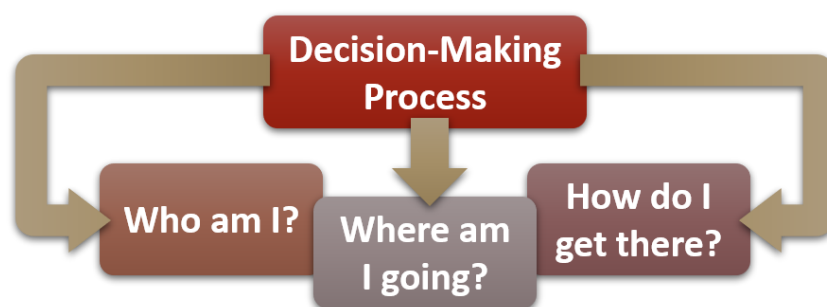 Decision-Making
Process
Who am I?
Where am
I going?
How do I
get there?